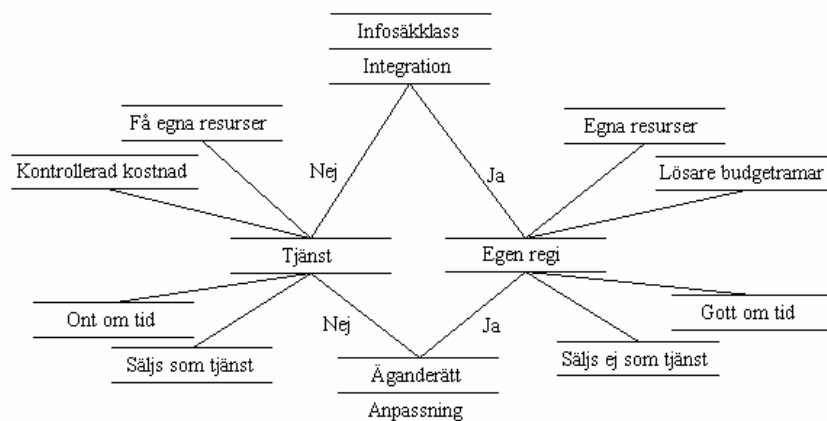 Infosäkklass
Integration
Få egna resurser
Egna resurser
Kontrollerad kostnad
Nej
Ja
Lösare budgetramar
Tjänst
Egen regi
Ont om tid
Nej
Ja
Gott om tid
Säljs som tjänst
Äganderätt
Säljs ej som tjänst
Anpassning